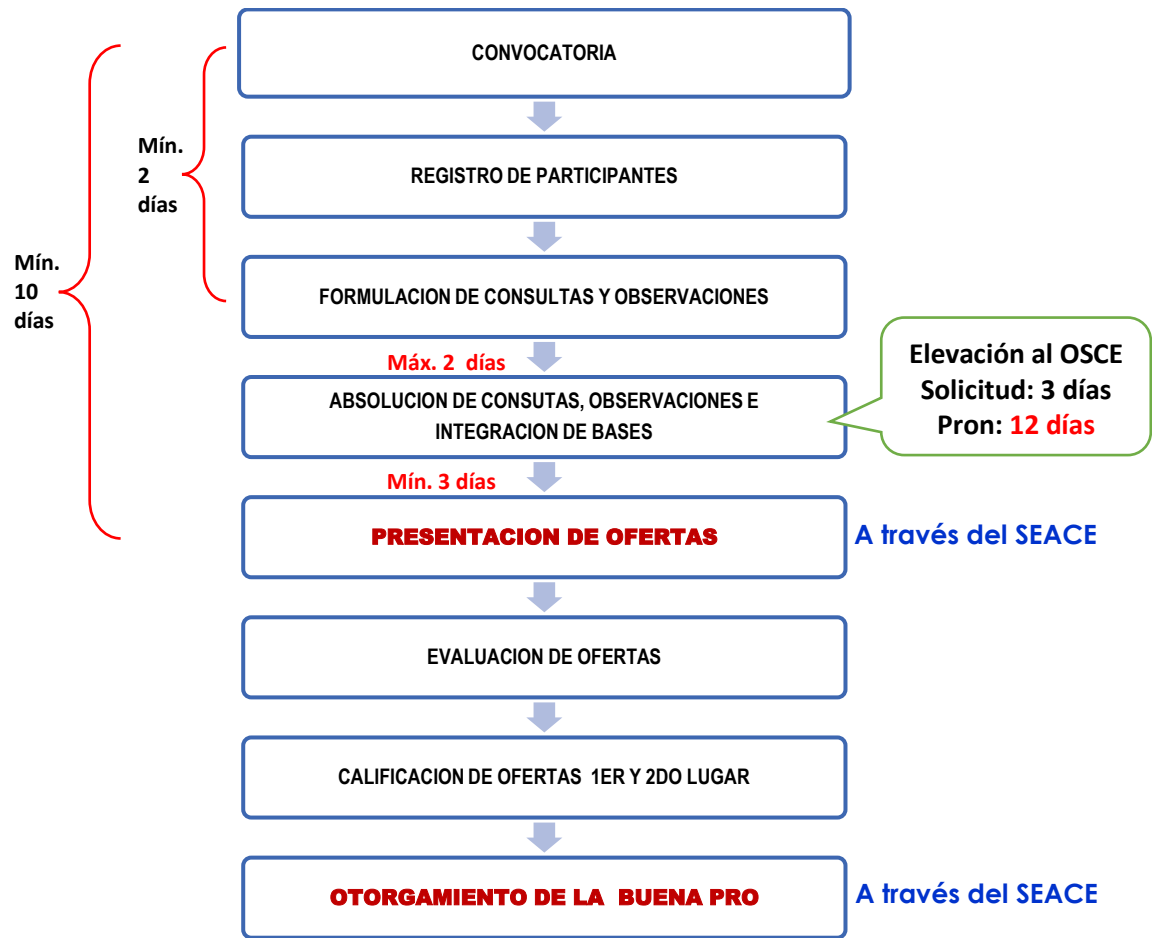 CONVOCATORIA
Mín.
2
días
REGISTRO DE PARTICIPANTES
Mín.
10
días
FORMULACION DE CONSULTAS Y OBSERVACIONES
Máx. 2 días
ABSOLUCION DE CONSUTAS, OBSERVACIONES E
INTEGRACION DE BASES
Elevación al OSCE
Solicitud: 3 días
Pron: 12 días
Mín. 3 días
PRESENTACION DE OFERTAS
A través del SEACE
EVALUACION DE OFERTAS
CALIFICACION DE OFERTAS 1ER Y 2DO LUGAR
OTORGAMIENTO DE LA BUENA PRO
A través del SEACE